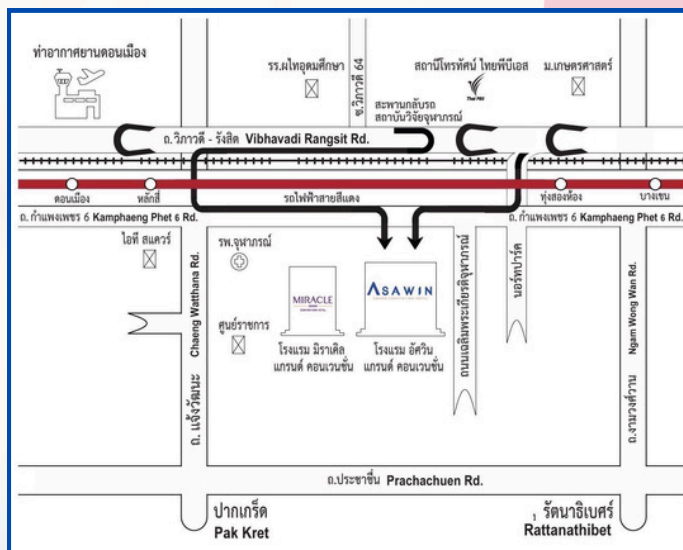 ท่าอากาศยานดอนเมือง
รร.ผไทอุดมศึกษา
ซ.วิภาวดี 64
สถานีโทรทัศน์ ไทยพีบีเอส
Thai PBS
ม.เกษตรศาสตร์
สะพานกลับรถ
สถาบันวิจัยจุฬาภรณ์
ถ.วิภาวดี - รังสิต Vibhavadi Rangsit Rd.
ดอนเมือง
หลักสี่
รถไฟฟ้าสายสีแดง
ทุ่งสองห้อง
บางเขน
ถ. กำแพงเพชร 6 Kamphaeng Phet 6 Rd.
ถ. กำแพงเพชร 6 Kamphaeng Phet 6 Rd.
ไอที สแควร์
ถ. แจ้งวัฒนะ Chaeng Watthana Rd.
รพ.จุฬาภรณ์
ศูนย์ราชการ
MIRACLE
โรงแรม มิราเคิล
แกรนด์ คอนเวนชั่น
ASAWIN
โรงแรม อัศวิน
แกรนด์ คอนเวนชั่น
ถนนเฉลิมพระเกียรติจุฬาภรณ์
นอร์ทปาร์ค
ถ.งามวงศ์วาน Ngam Wong Wan Rd.
ถ.ประชาชื่น Prachachuen Rd.
ปากเกร็ด
Pak Kret
รัตนาธิเบศร์
Rattanathibet